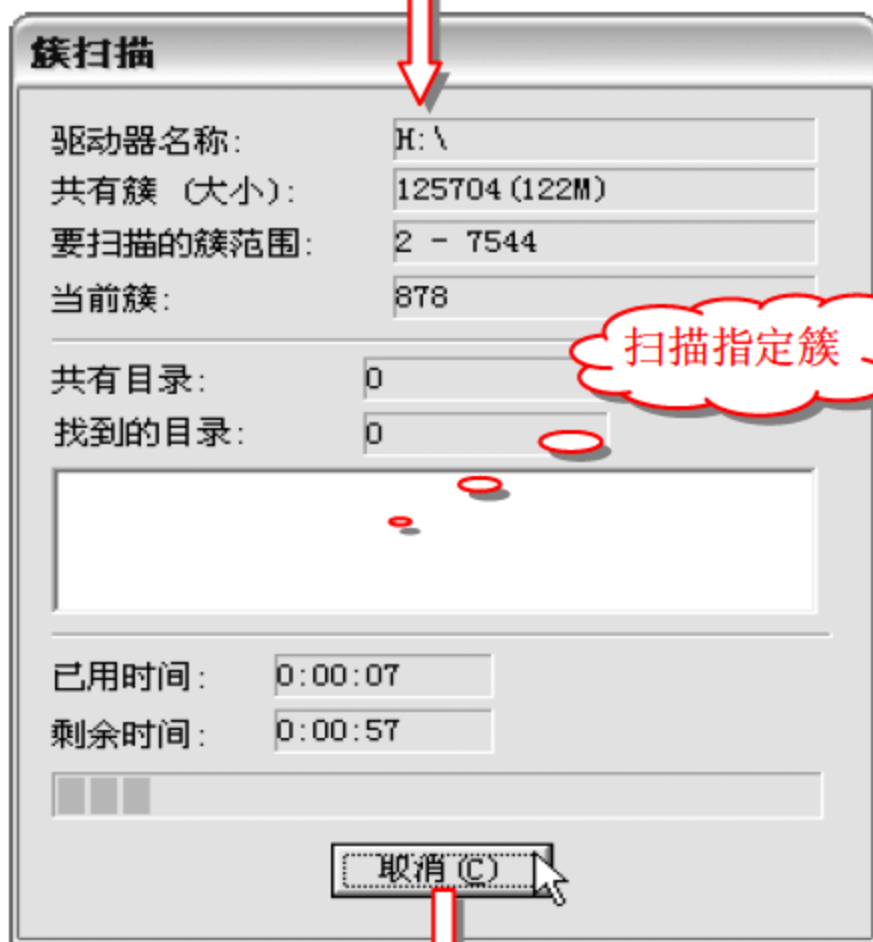 簇扫描
驱动器名称: H:\
共有簇 (大小): 125704(122M)
要扫描的簇范围: 2 - 7544
当前簇: 878
扫描指定簇
共有目录: 0
找到的目录: 0
已用时间: 0:00:07
剩余时间: 0:00:57
取消(C)